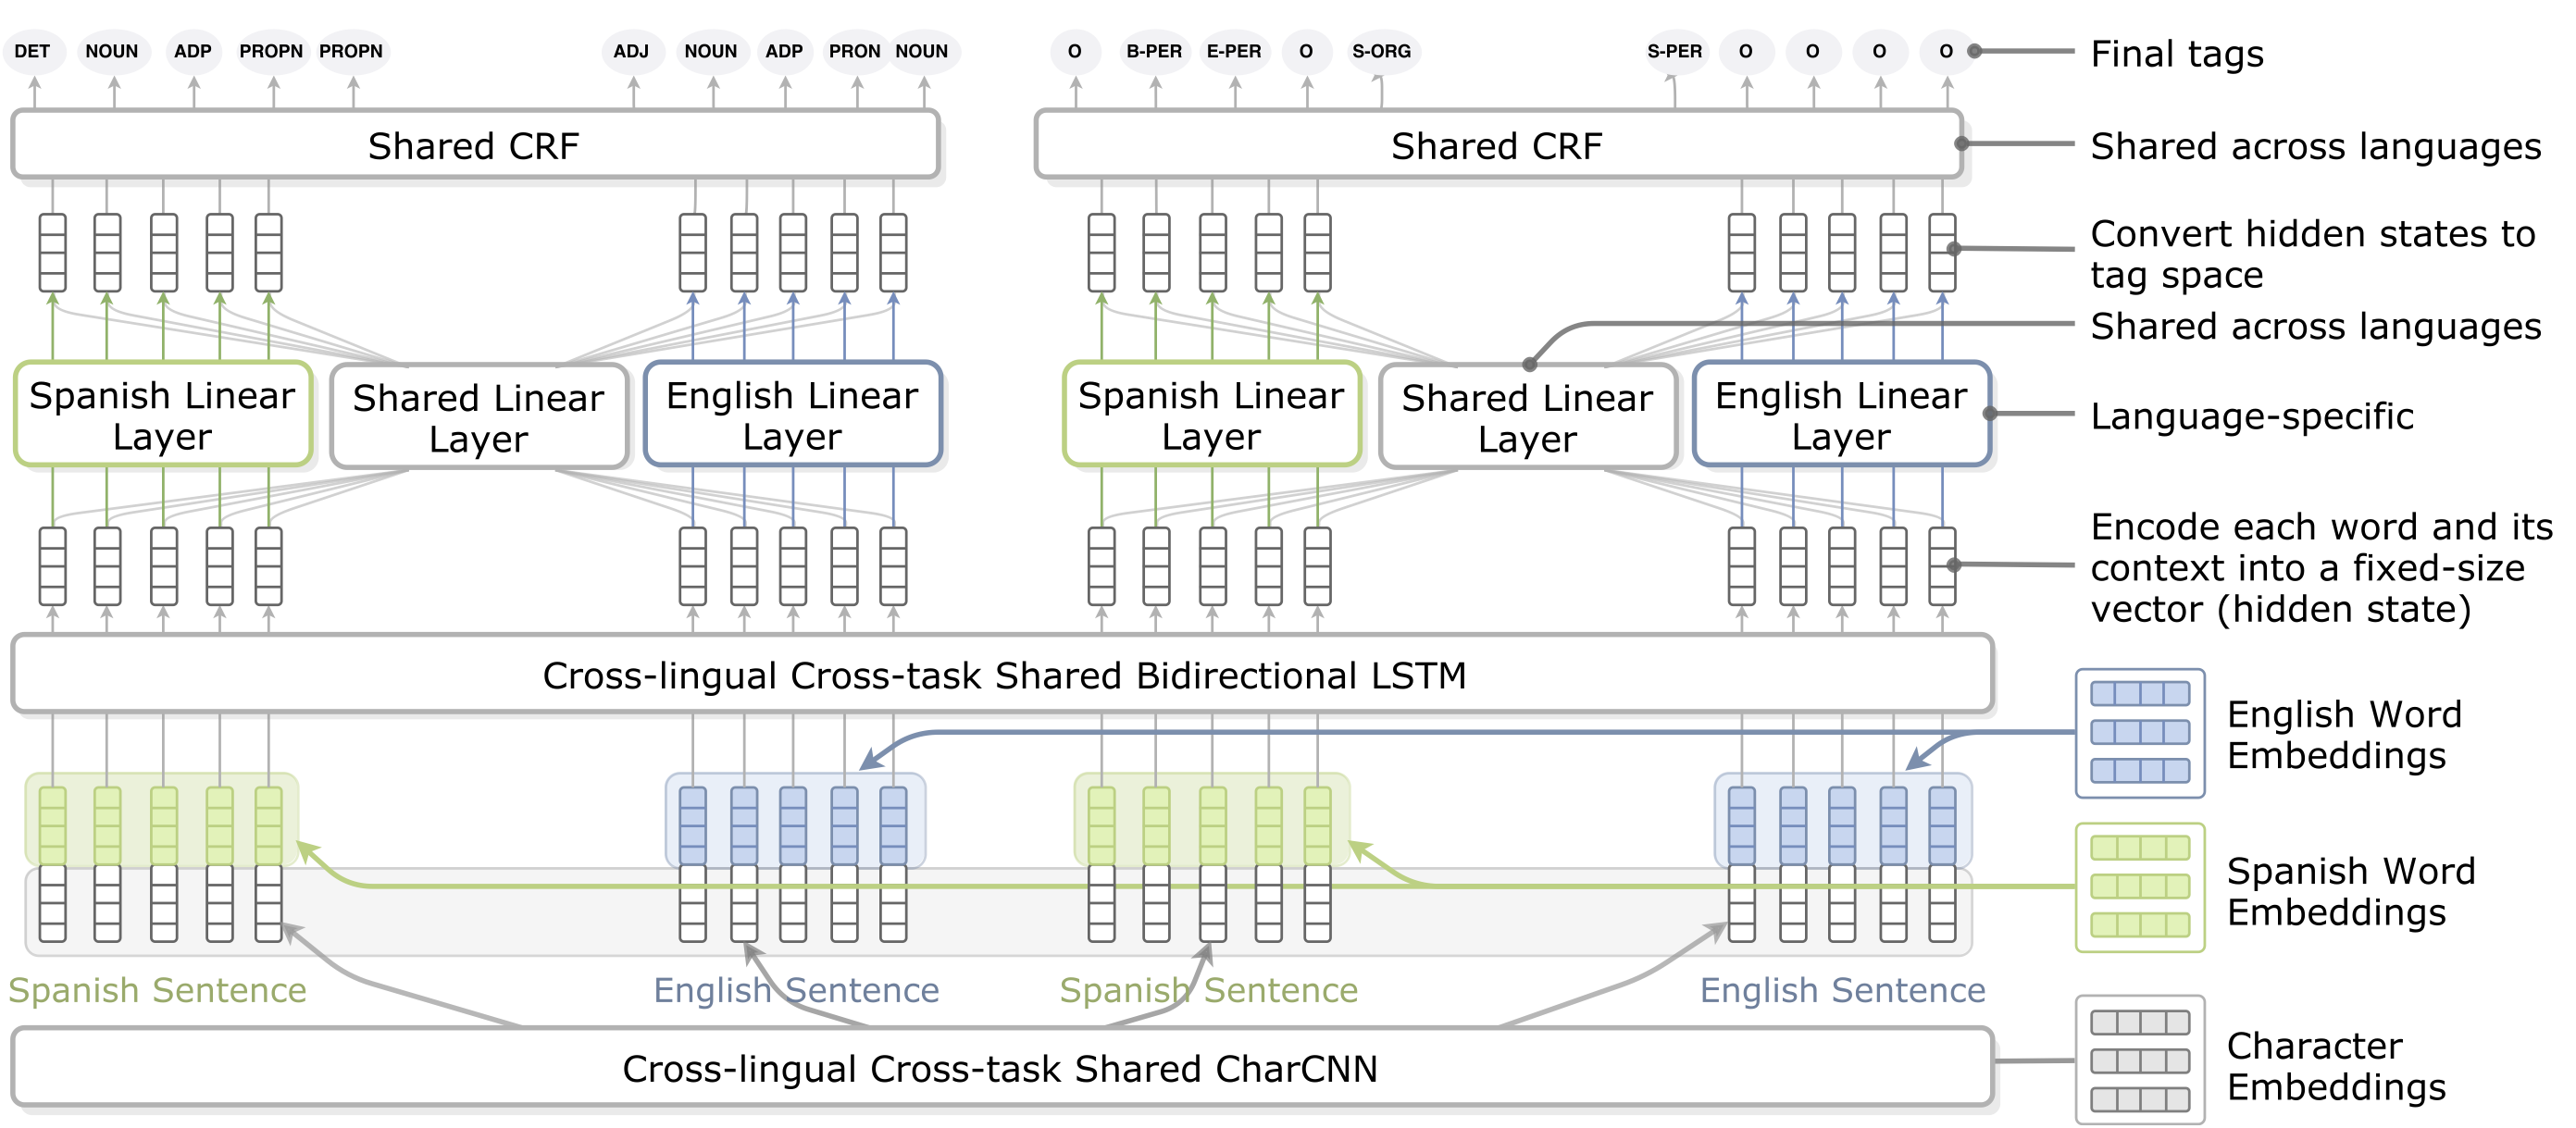 DET NOUN ADP PROPN PROPN ADJ NOUN ADP PRON NOUN O B-PER E-PER O S-ORG S-PER O O O O Final tags
Shared CRF Shared CRF Shared across languages
Convert hidden states to
tag space
Shared across languages
Spanish Linear
Layer
Shared Linear
Layer
English Linear
Layer
Spanish Linear
Layer
Shared Linear
Layer
English Linear
Layer
Language-specific
Encode each word and its
context into a fixed-size
vector (hidden state)
Cross-lingual Cross-task Shared Bidirectional LSTM
English Word
Embeddings
Spanish Word
Embeddings
Spanish Sentence English Sentence Spanish Sentence English Sentence
Cross-lingual Cross-task Shared CharCNN
Character
Embeddings